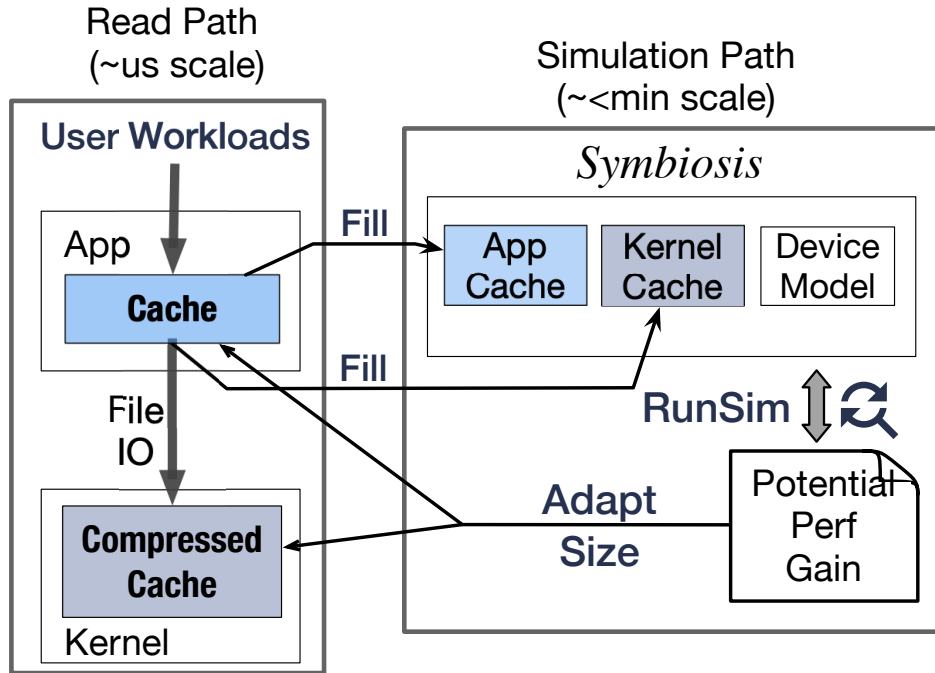 Read Path
(~us scale)
User Workloads
App
Cache
File
IO
Compressed
Cache
Kernel
Simulation Path
(~<min scale)
Symbiosis
Fill
App
Cache
Kernel
Cache
Device
Model
Fill
RunSim
Adapt
Size
Potential
Perf
Gain